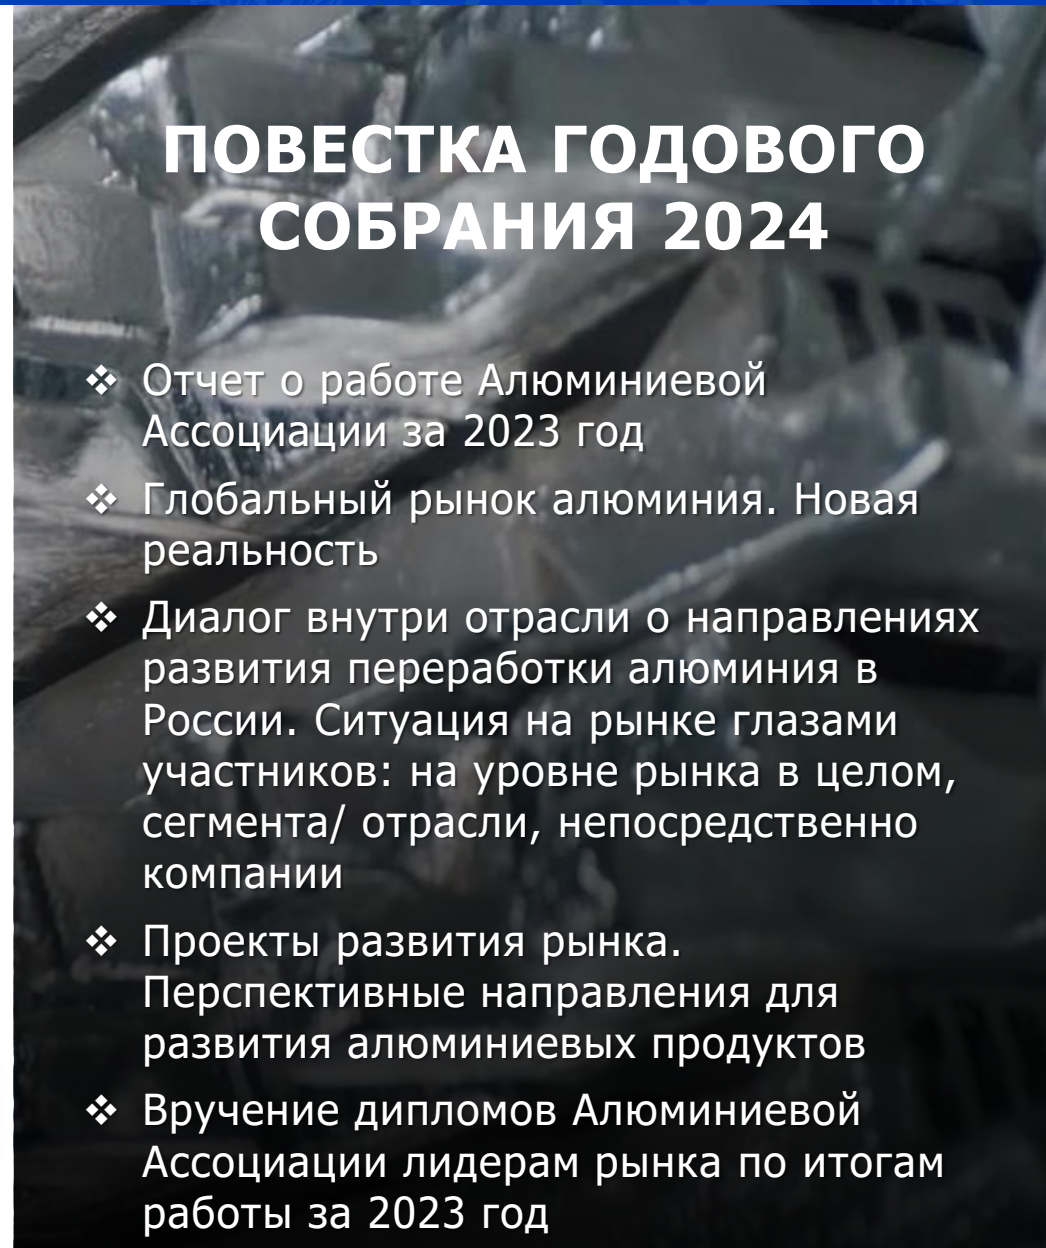 ПОВЕСТКА ГОДОВОГО
СОБРАНИЯ 2024
❖ Отчет о работе Алюминиевой
Ассоциации за 2023 год
❖ Глобальный рынок алюминия. Новая
реальность
❖ Диалог внутри отрасли о направлениях
развития переработки алюминия в
России. Ситуация на рынке глазами
участников: на уровне рынка в целом,
сегмента/ отрасли, непосредственно
компании
❖ Проекты развития рынка.
Перспективные направления для
развития алюминиевых продуктов
❖ Вручение дипломов Алюминиевой
Ассоциации лидерам рынка по итогам
работы за 2023 год